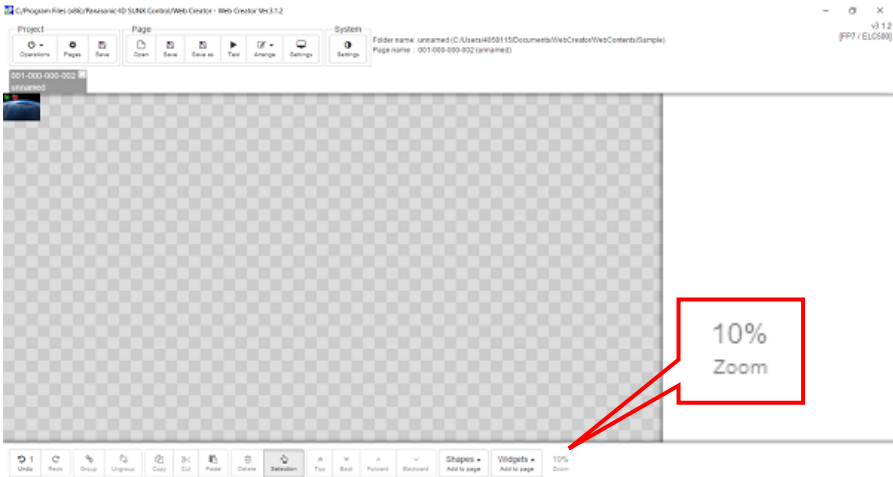 C:/Program Files (x86)/Panasonic-ID SUNX Control/Web Creator - Web Creator Ver.3.1.2
v3.1.2
[FP7 / ELC500]
Project
Page
System
Operations
Pages
Save
Open
Save
Save as
Test
Arrange
Settings
Settings
Folder name: unnamed (C:/Users/4050115/Documents/WebCreator/WebContents/Sample)
Page name : 001-000-000-002 (unnamed)
001-000-000-002
unnamed
10%
Zoom
1
Undo
Redo
Group
Ungroup
Copy
Cut
Paste
Delete
Selection
Top
Back
Forward
Backward
Shapes
Add to page
Widgets
Add to page
10%
Zoom